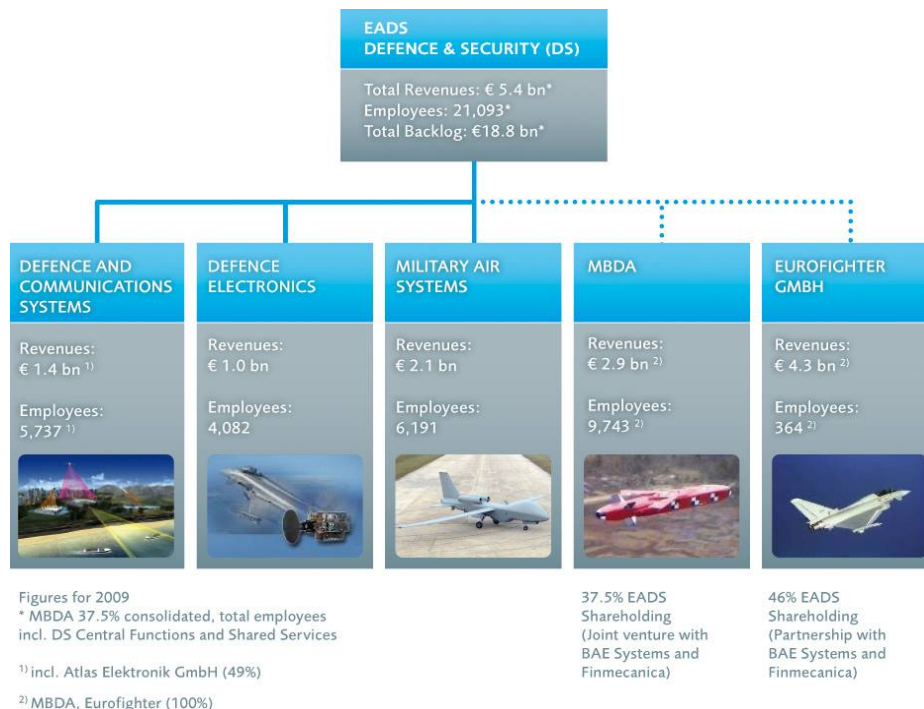 EADS
DEFENCE & SECURITY (DS)
Total Revenues: € 5.4 bn*
Employees: 21,093*
Total Backlog: €18.8 bn*
DEFENCE AND
COMMUNICATIONS
SYSTEMS
Revenues:
€ 1.4 bn 1)
Employees:
5,737 1)
DEFENCE
ELECTRONICS
Revenues:
€ 1.0 bn
Employees:
4,082
MILITARY AIR
SYSTEMS
Revenues:
€ 2.1 bn
Employees:
6,191
MBDA
Revenues:
€ 2.9 bn 2)
Employees:
9,743 2)
EUROFIGHTER
GMBH
Revenues:
€ 4.3 bn 2)
Employees:
364 2)
Figures for 2009
* MBDA 37.5% consolidated, total employees
incl. DS Central Functions and Shared Services
1) incl. Atlas Elektronik GmbH (49%)
2) MBDA, Eurofighter (100%)
37.5% EADS
Shareholding
(Joint venture with
BAE Systems and
Finmecanica)
46% EADS
Shareholding
(Partnership with
BAE Systems and
Finmecanica)